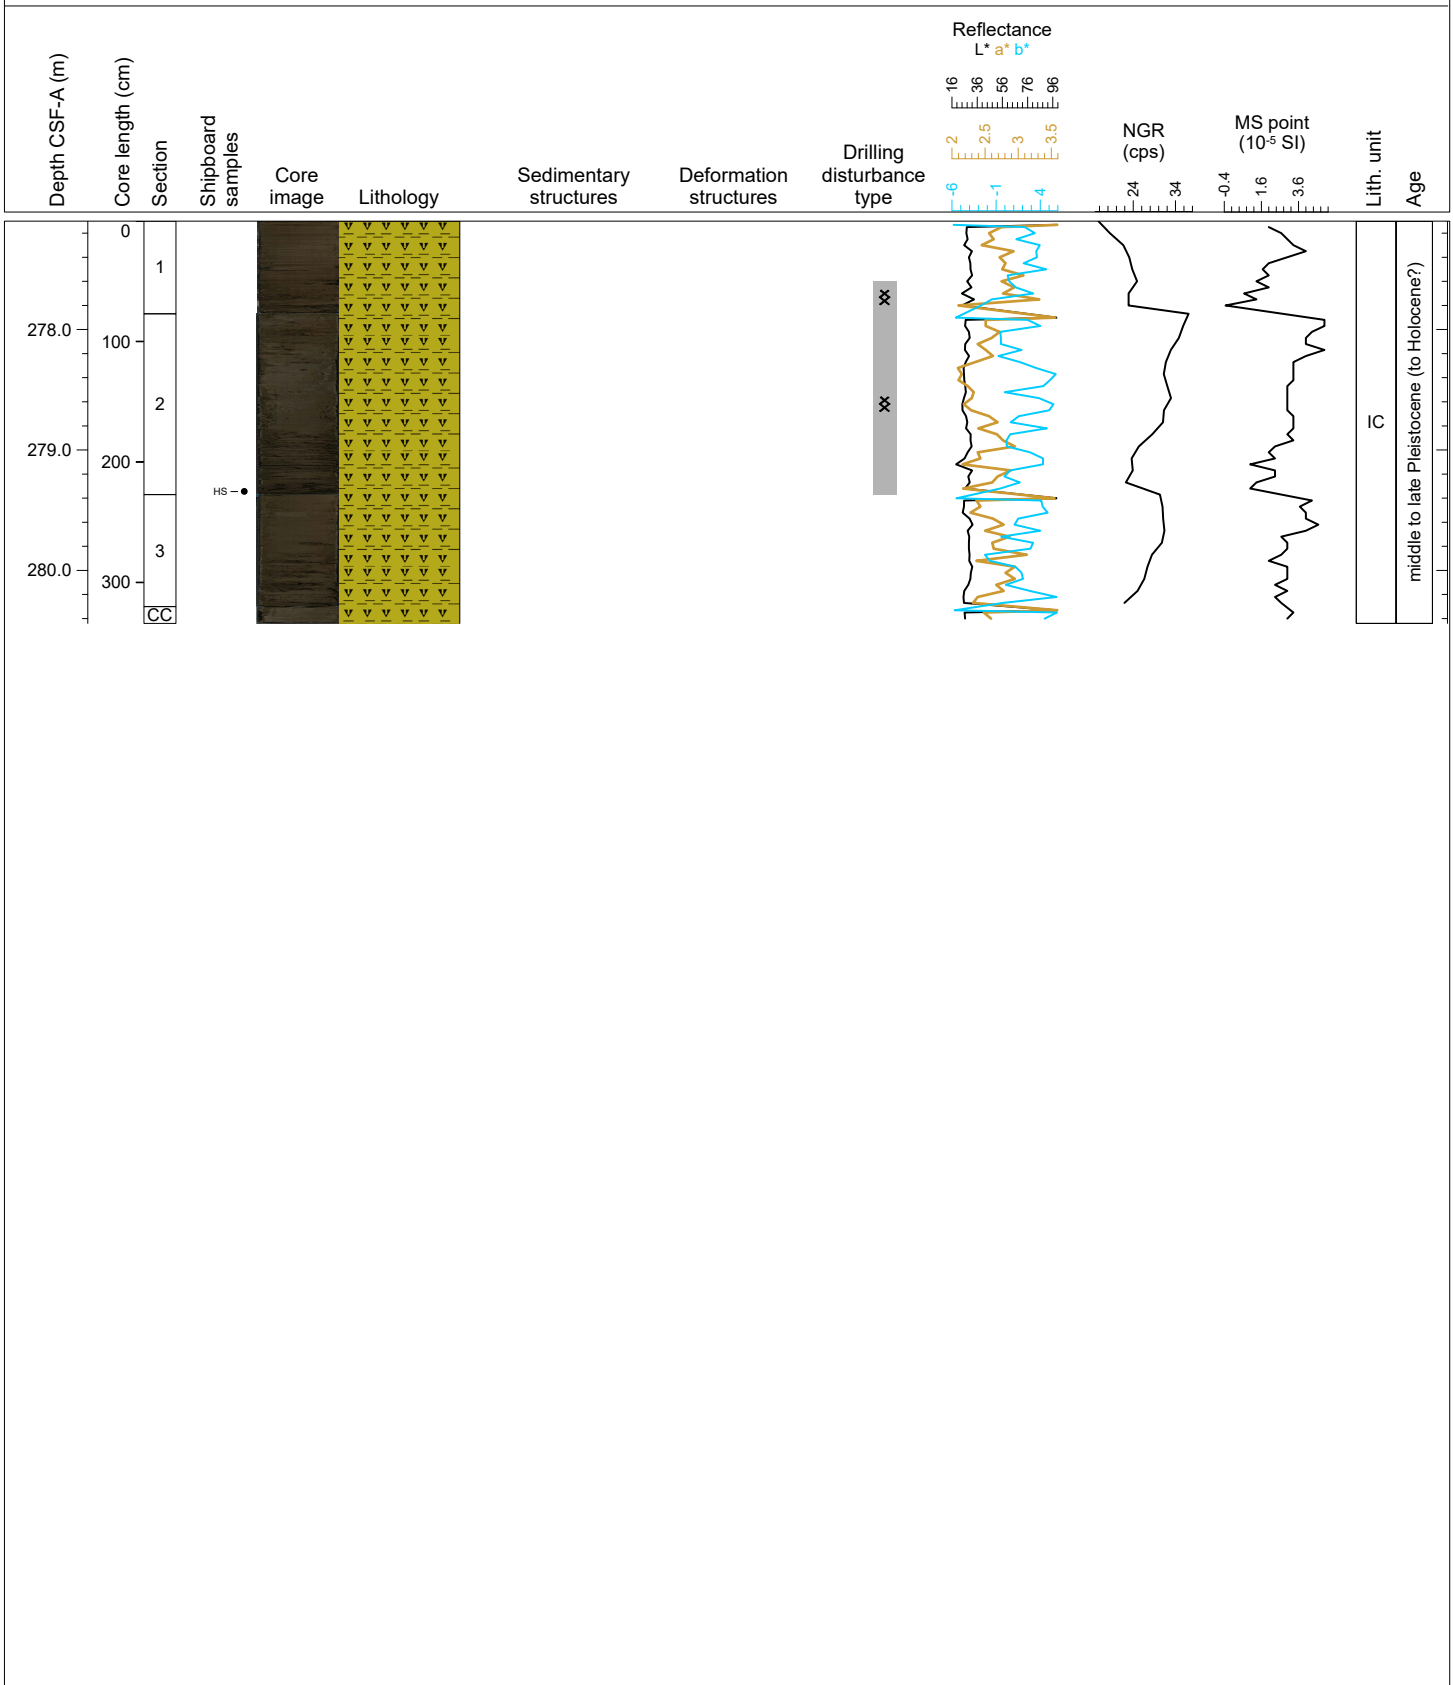 Reflectance
L* a* b*
16 36 56 76 96
2 2.5 3 3.5
-6 -1 4
Depth CSF-A (m)
Core length (cm)
Section
Shipboard
samples
Core
image
Lithology
Sedimentary
structures
Deformation
structures
Drilling
disturbance
type
NGR
(cps)
24 34
MS point
(10-5 SI)
-0.4 1.6 3.6
Lith. unit
Age
0
1
278.0
100
2
279.0
200
HS
3
280.0
300
CC
IC
middle to late Pleistocene (to Holocene?)